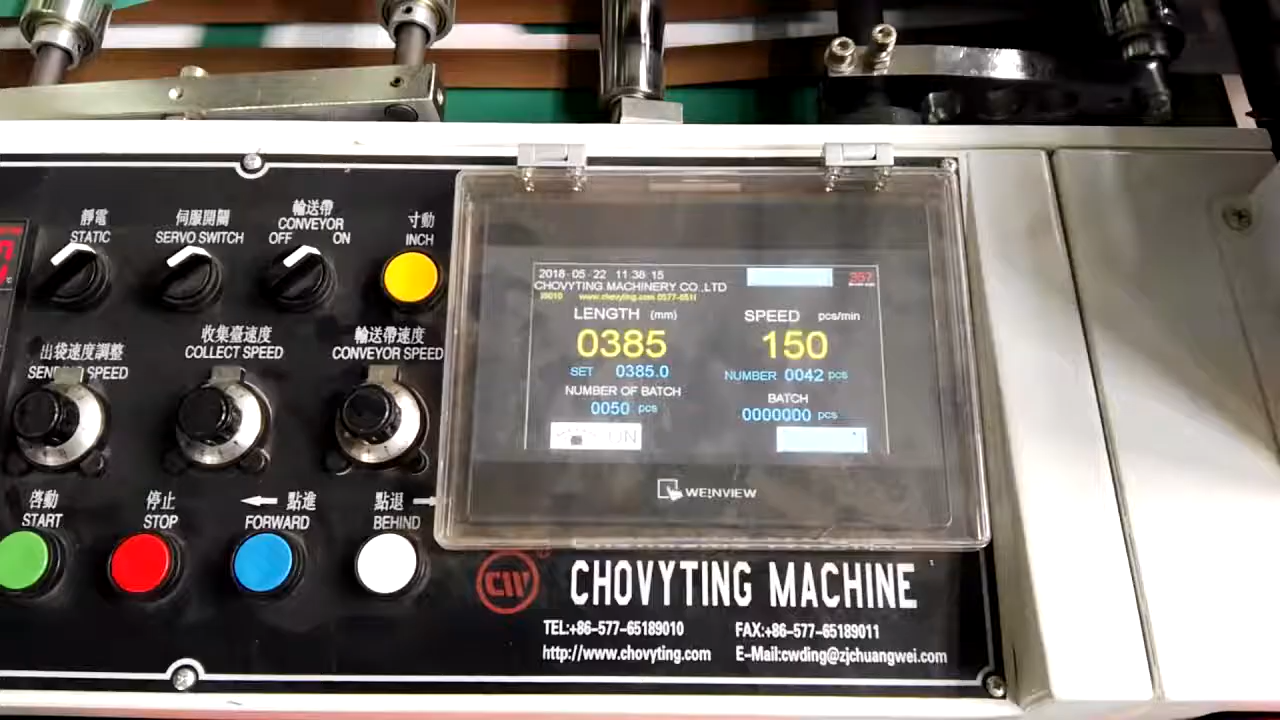 靜電
STATIC
伺服開關
SERVO SWITCH
輸送帶
CONVEYOR
OFF ON
寸動
INCH
出袋速度調整
SPEED
收集臺速度
COLLECT SPEED
輸送帶速度
CONVEYOR SPEED
啓動
START
停止
STOP
點進
FORWARD
點退
BEHIND
2018 05 22 11 38 15
CHOVYTING MACHINERY CO.,LTD
www.chovyting.com
LENGTH (mm)
SPEED pcs/min
0385
150
SET 0385.0
NUMBER 0042 pcs
NUMBER OF BATCH
BATCH
0050 pcs
0000000 pcs
WEINVIEW
CW
CHOVYTING MACHINE
TEL:+86-577-65189010
FAX:+86-577-65189011
http://www.chovyting.com
E-Mail:cwding@zjchuangwei.com